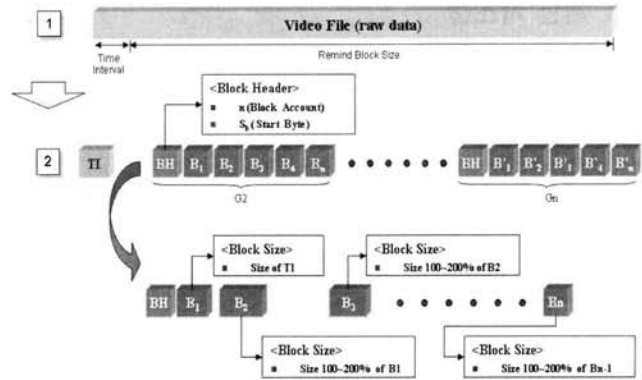 1
Video File (raw data)
Time Interval
Remind Block Size
<Block Header>
n (Block Account)
Sb (Start Byte)
2
TI
BH B1 B2 B3 B4 Bn
BH B'1 B'2 B'3 B'4 B'n
G2
Gn
<Block Size>
Size of T1
<Block Size>
Size 100~200% of B2
BH B1 B2 B3 Bn
<Block Size>
Size 100~200% of B1
<Block Size>
Size 100~200% of Bn-1